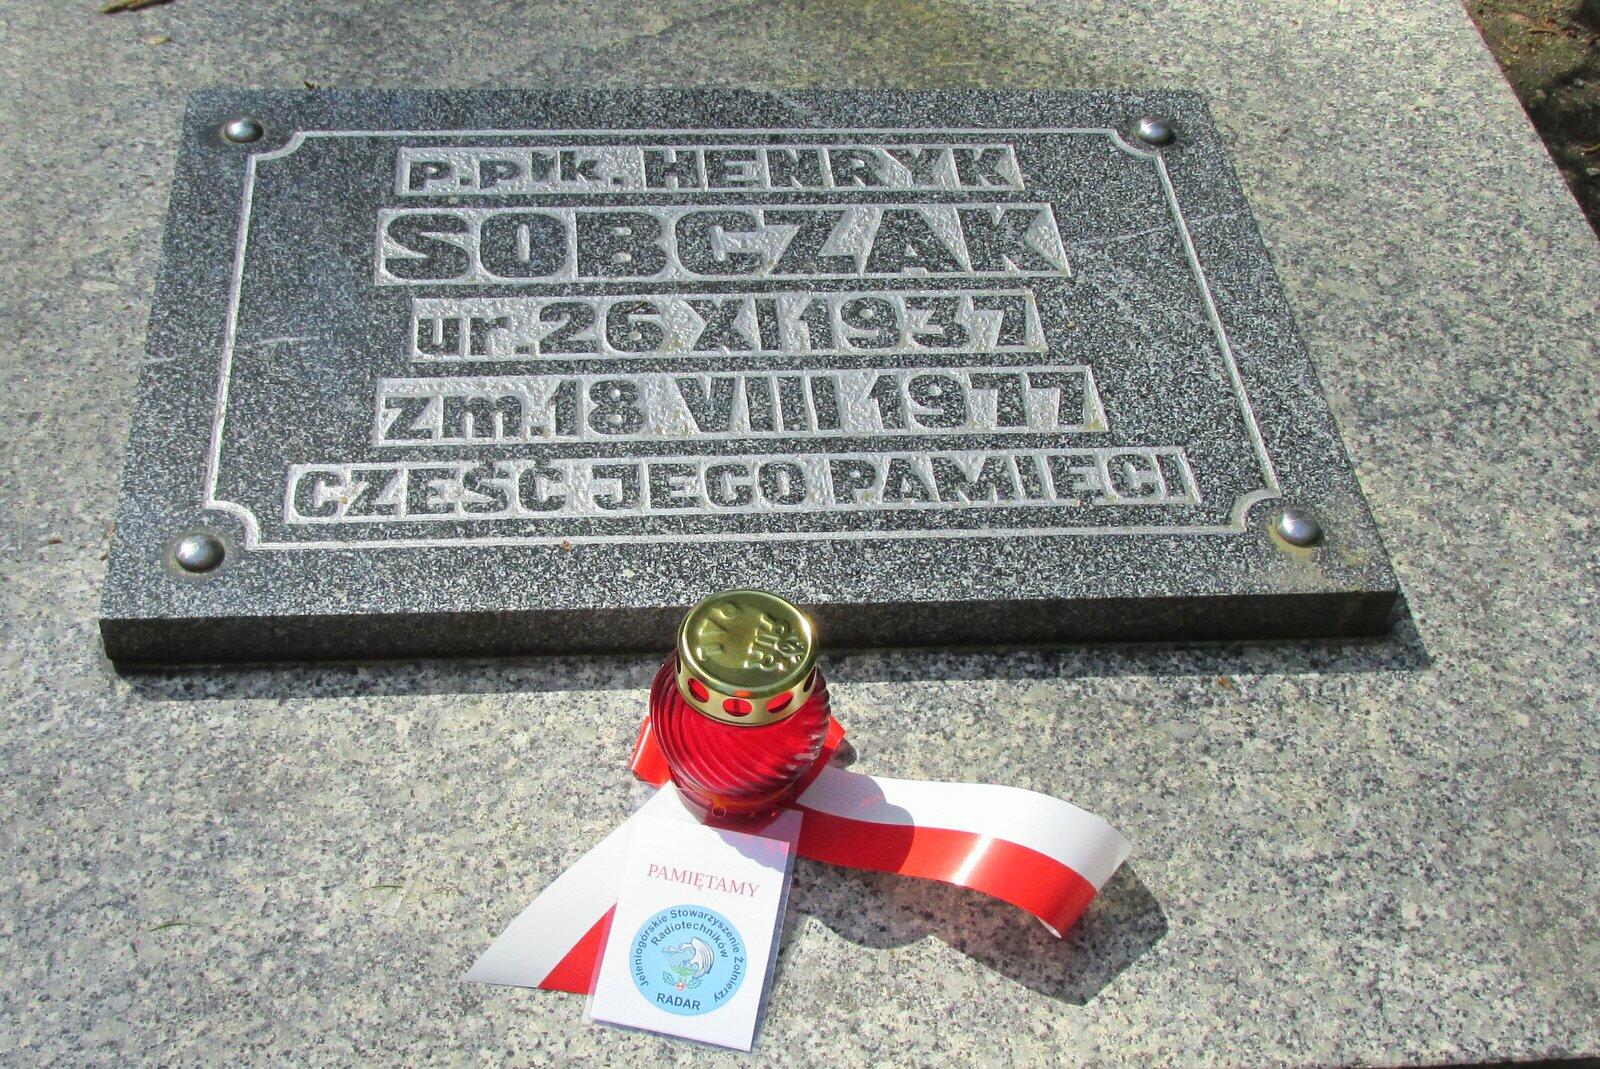 p.płk. HENRYK
SOBCZAK
ur. 26 XI 1937
zm. 18 VII.I 1977
CZEŚĆ JEGO PAMIĘCI
PAMIĘTAMY
Jeleniogórskie Stowarzyszenie Żołnierzy
Radiotechników
RADAR